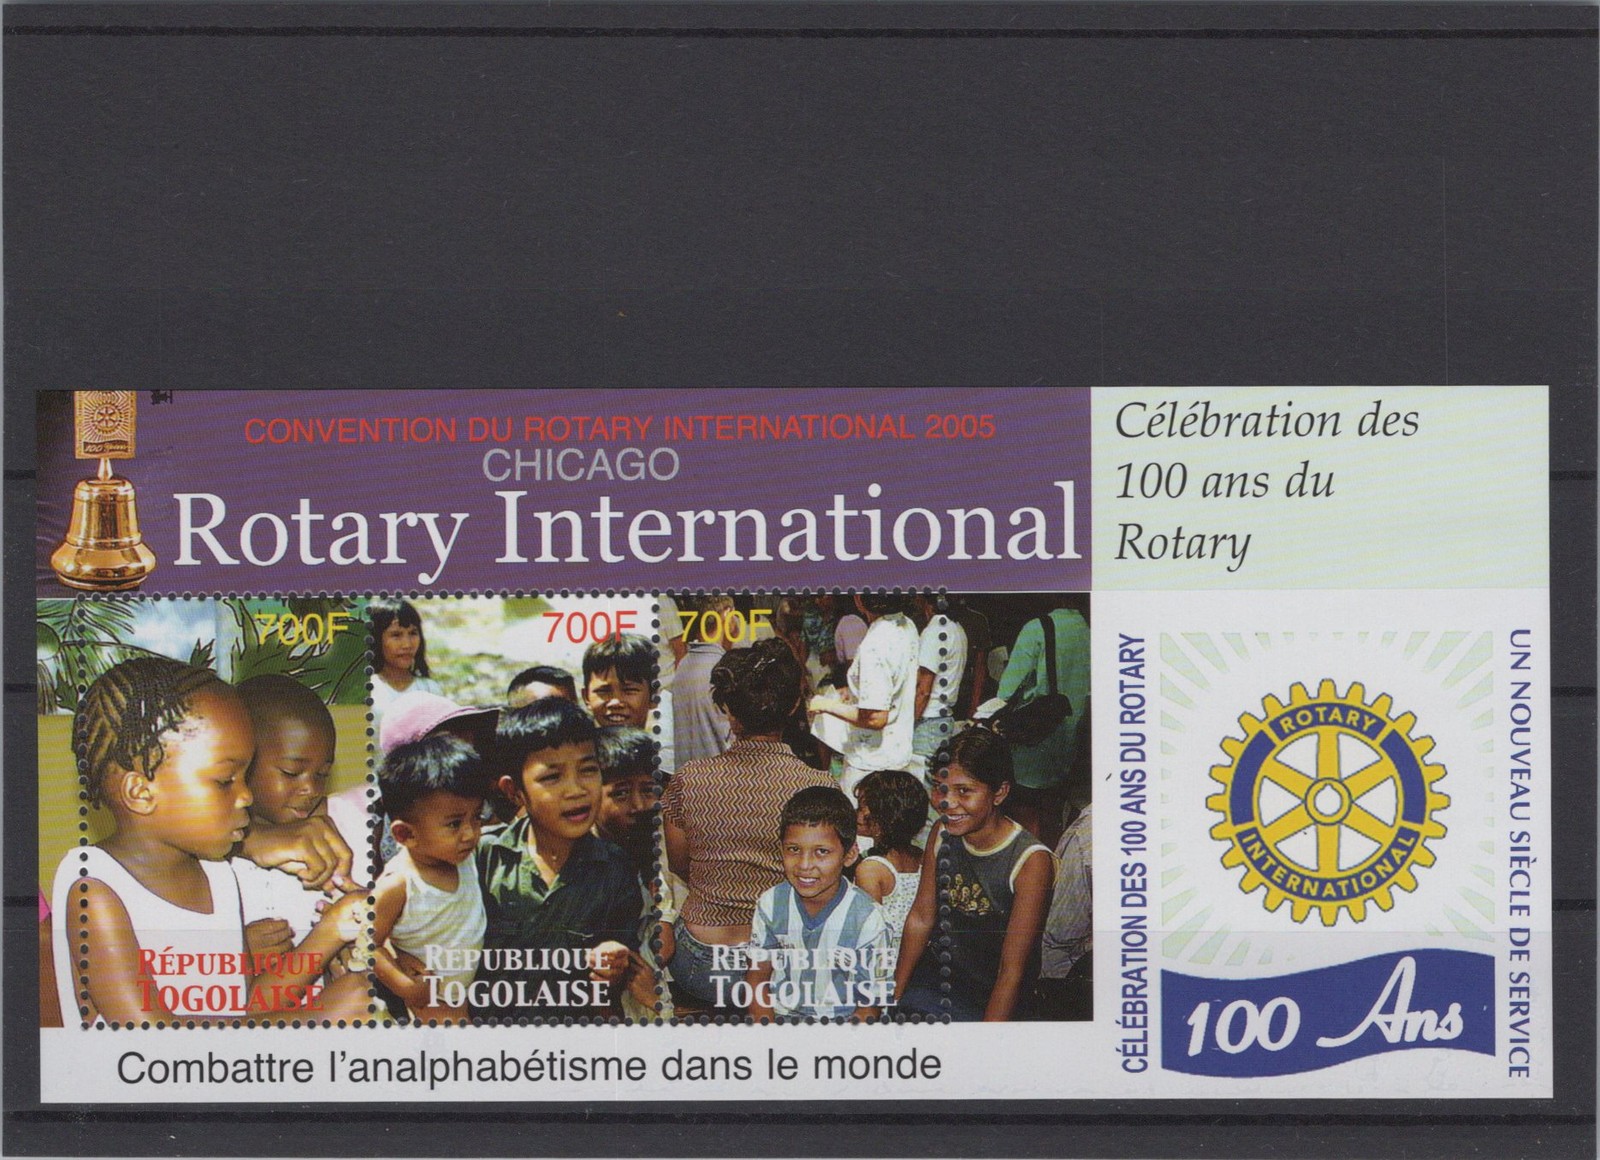 CONVENTION DU ROTARY INTERNATIONAL 2005
CHICAGO
Rotary International
Célébration des
100 ans du
Rotary
700F
700F
700F
RÉPUBLIQUE
TOGOLAISE
RÉPUBLIQUE
TOGOLAISE
RÉPUBLIQUE
TOGOLAISE
Combattre l'analphabétisme dans le monde
CÉLÉBRATION DES 100 ANS DU ROTARY
ROTARY
INTERNATIONAL
100 Ans
UN NOUVEAU SIÈCLE DE SERVICE